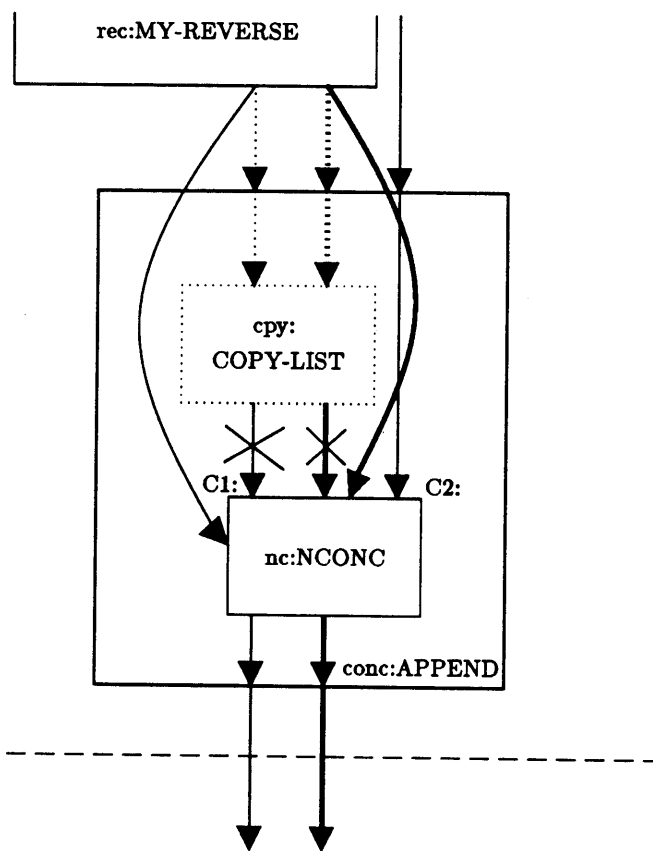 rec:MY-REVERSE
cpy:
COPY-LIST
C1:
C2:
nc:NCONC
conc:APPEND